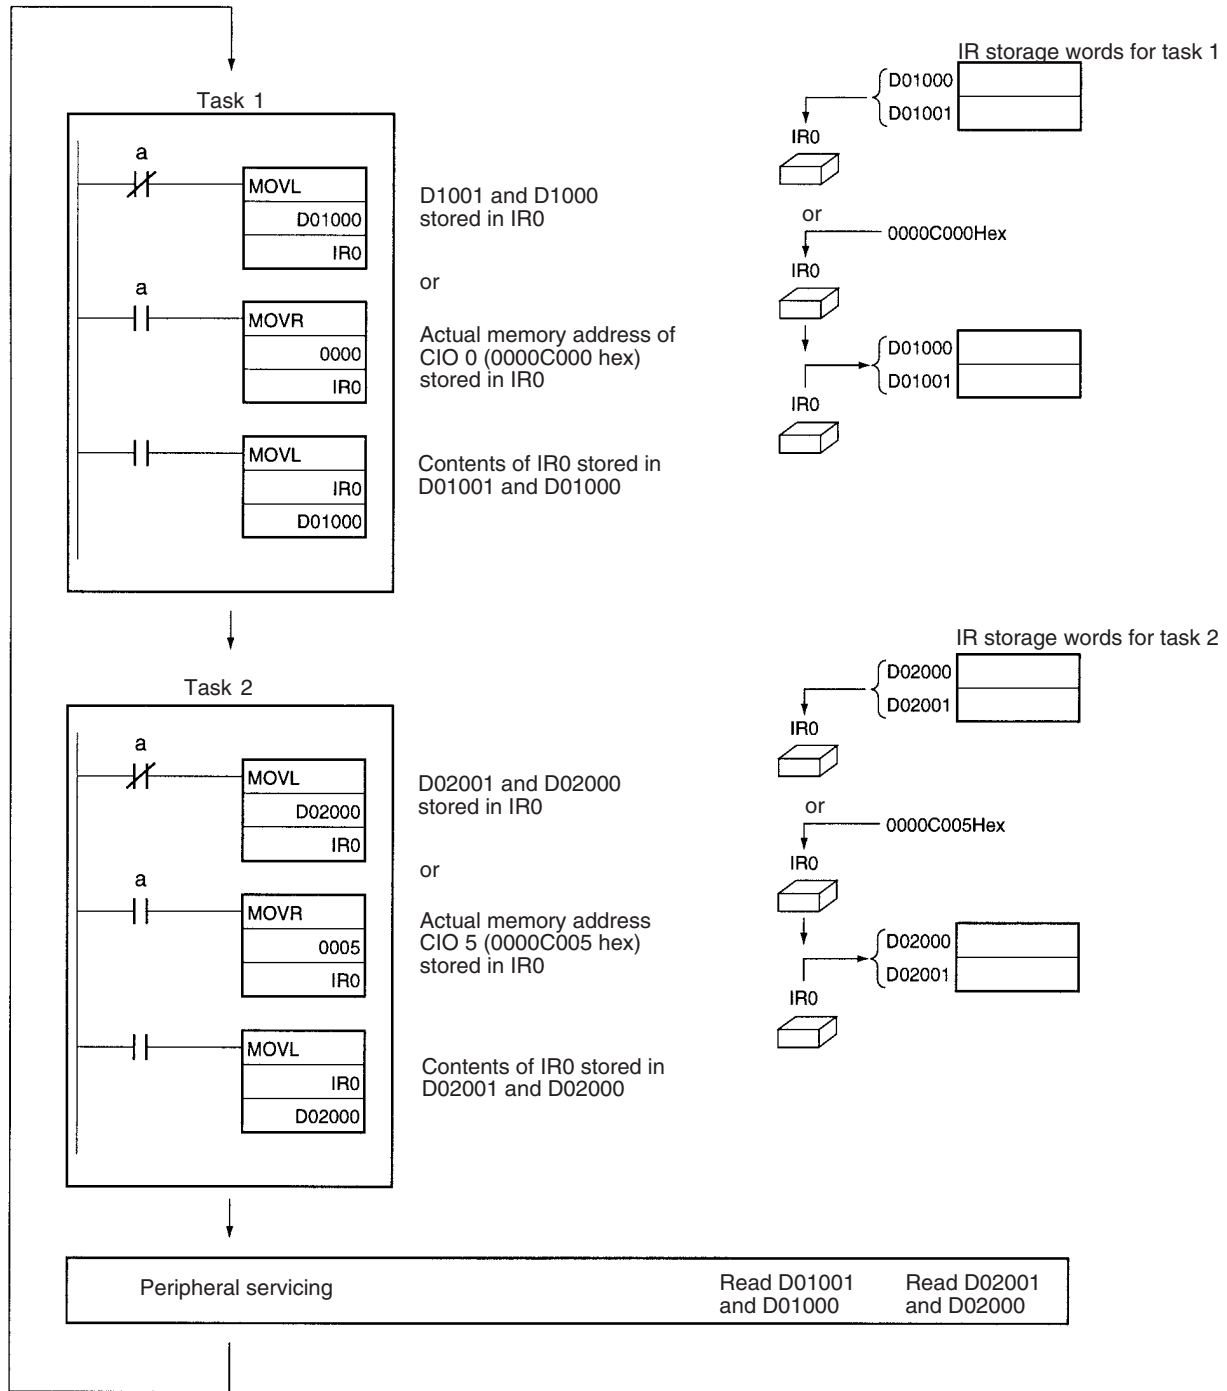 IR storage words for task 1
Task 1
D01000
D01001
IR0
a
MOVL
D01000
IR0
D1001 and D1000
stored in IR0
or
0000C000Hex
IR0
or
a
MOVR
0000
IR0
Actual memory address of
CIO 0 (0000C000 hex)
stored in IR0
D01000
D01001
IR0
MOVL
IR0
D01000
Contents of IR0 stored in
D01001 and D01000
IR storage words for task 2
Task 2
D02000
D02001
IR0
a
MOVL
D02000
IR0
D02001 and D02000
stored in IR0
or
0000C005Hex
IR0
or
a
MOVR
0005
IR0
Actual memory address
CIO 5 (0000C005 hex)
stored in IR0
D02000
D02001
IR0
MOVL
IR0
D02000
Contents of IR0 stored in
D02001 and D02000
Peripheral servicing
Read D01001
and D01000
Read D02001
and D02000